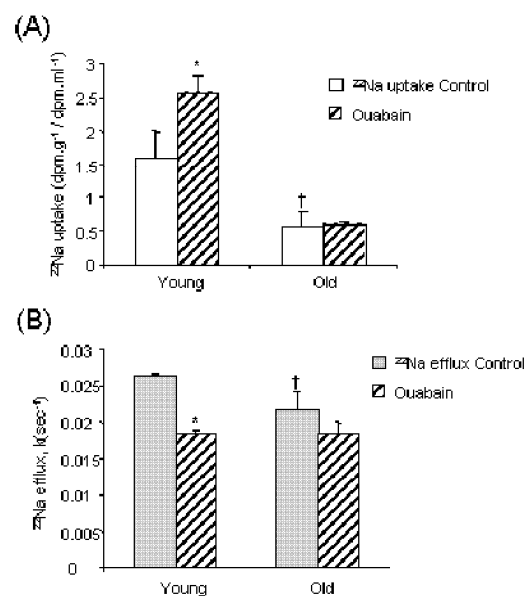 (A)
²²Na uptake (dpm.g⁻¹ / dpm.ml⁻¹)
3
2.5
2
1.5
1
0.5
0
*
†
Young
Old
²²Na uptake Control
Ouabain
(B)
²²Na efflux, k(sec⁻¹)
0.03
0.025
0.02
0.015
0.01
0.005
0
*
†
Young
Old
²²Na efflux Control
Ouabain